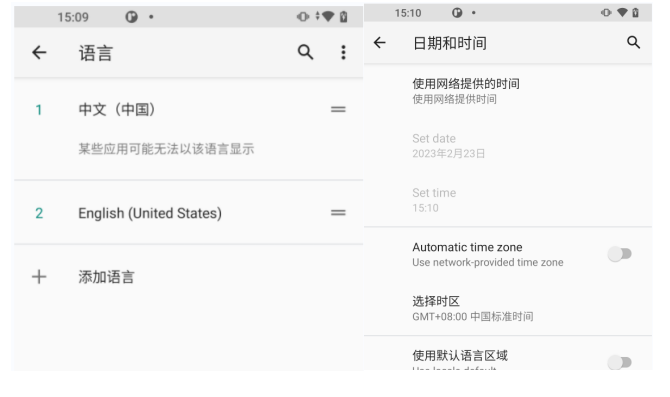 15:09
语言
1
中文（中国）
某些应用可能无法以该语言显示
2
English (United States)
添加语言
15:10
日期和时间
使用网络提供的时间
使用网络提供时间
Set date
2023年2月23日
Set time
15:10
Automatic time zone
Use network-provided time zone
选择时区
GMT+08:00 中国标准时间
使用默认语言区域
Use locale default